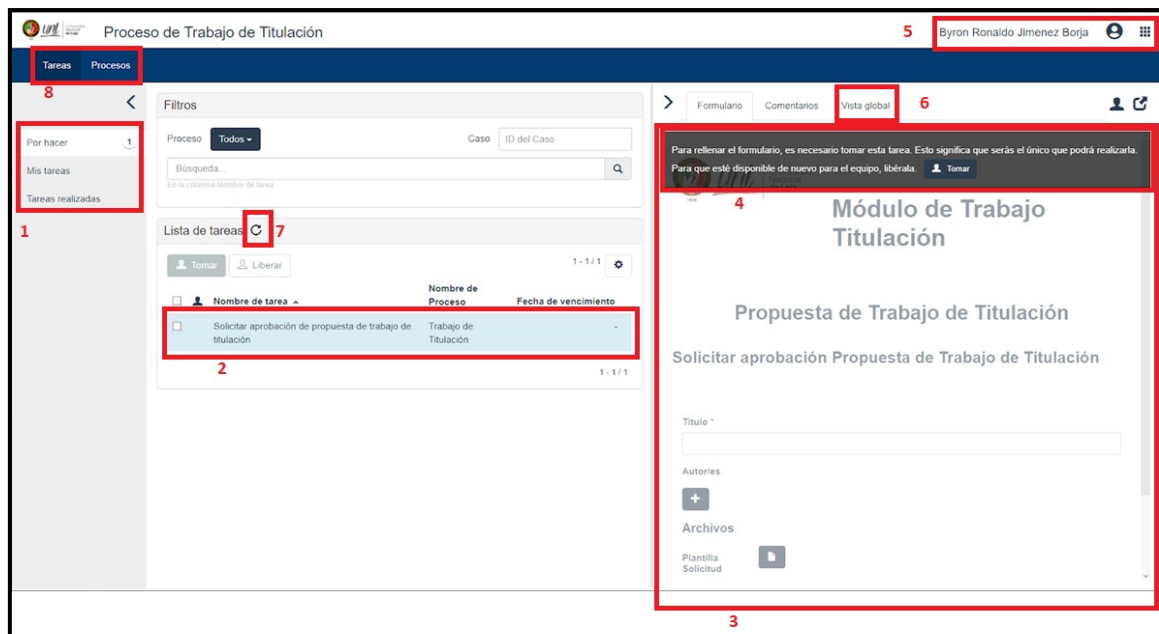 unl Proceso de Trabajo de Titulación
5 Byron Ronaldo Jimenez Borja
Tareas Procesos
8
Por hacer 1
Mis tareas
Tareas realizadas
1
Filtros
Proceso Todos Caso ID del Caso
Búsqueda...
En la columna Nombre de tarea
Lista de tareas 7
Tomar Liberar 1 - 1 / 1
Nombre de tarea Nombre de Proceso Fecha de vencimiento
Solicitar aprobación de propuesta de trabajo de titulación Trabajo de Titulación -
2
1 - 1 / 1
Formulario Comentarios Vista global 6
Para rellenar el formulario, es necesario tomar esta tarea. Esto significa que serás el único que podrá realizarla.
Para que esté disponible de nuevo para el equipo, libérala. Tomar
4
Módulo de Trabajo
Titulación
Propuesta de Trabajo de Titulación
Solicitar aprobación Propuesta de Trabajo de Titulación
Titulo *
Autor/es
+
Archivos
Plantilla
Solicitud
3